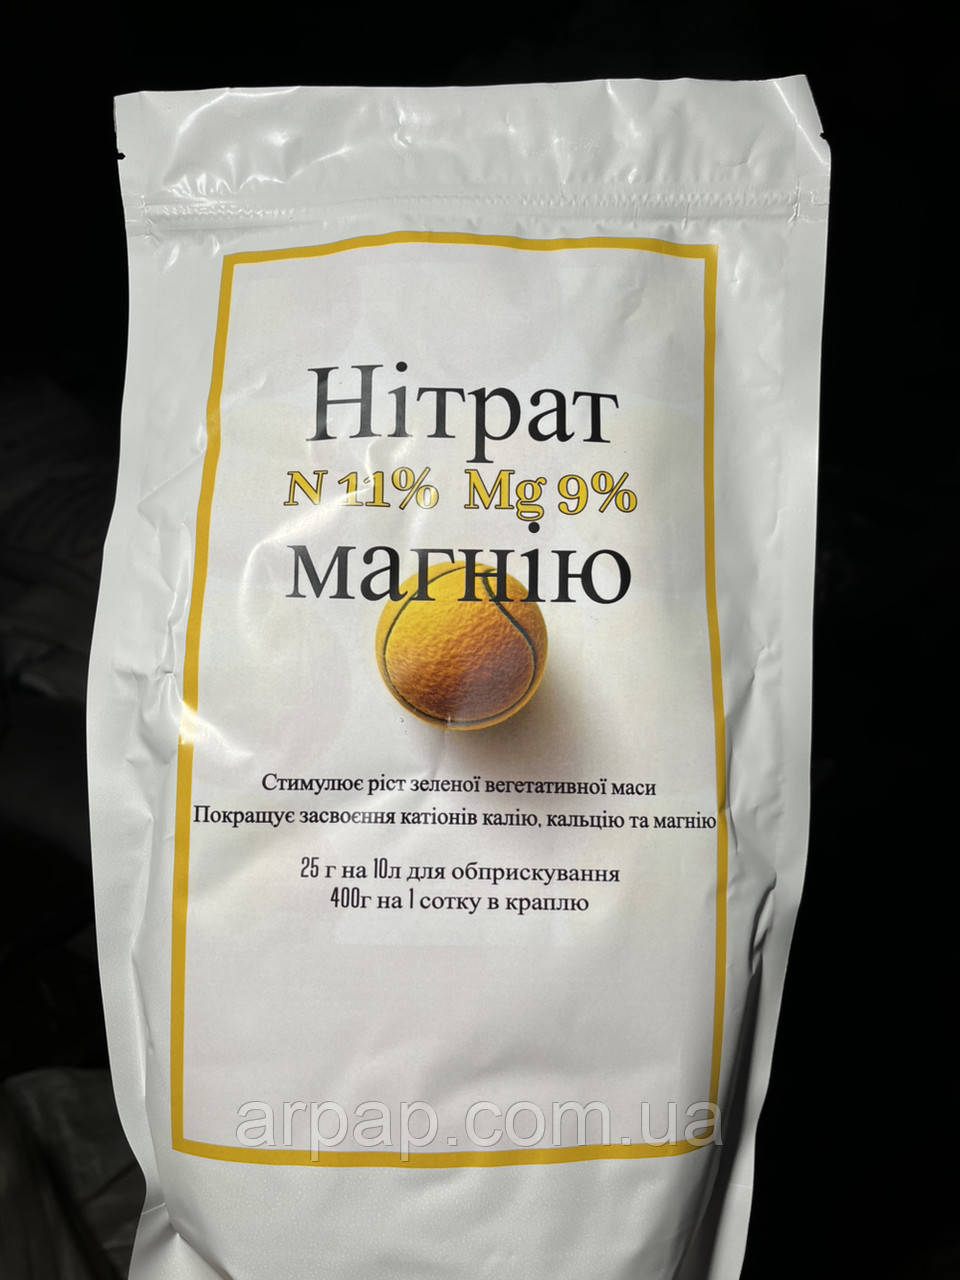 Нітрат
N 11% Mg 9%
магнію
Стимулює ріст зеленої вегетативної маси
Покращує засвоєння катіонів калію, кальцію та магнію
25 г на 10л для обприскування
400г на 1 сотку в краплю
arpap.com.ua